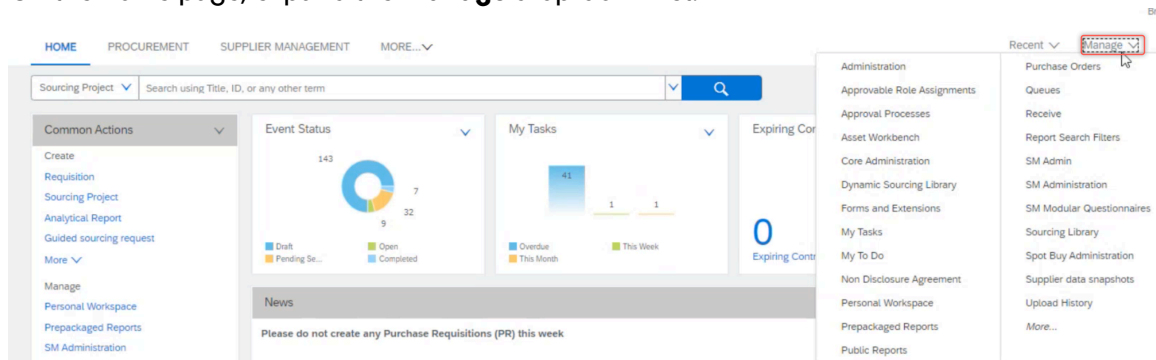 HOME PROCUREMENT SUPPLIER MANAGEMENT MORE...
Recent Manage
Sourcing Project Search using Title, ID, or any other term
Common Actions
Create
Requisition
Sourcing Project
Analytical Report
Guided sourcing request
More
Manage
Personal Workspace
Prepackaged Reports
SM Administration
Event Status
143
7
32
9
Draft Open
Pending Se... Completed
My Tasks
41
1 1
Overdue This Week
This Month
Expiring Cor
0
Expiring Contr
News
Please do not create any Purchase Requisitions (PR) this week
Administration
Approvable Role Assignments
Approval Processes
Asset Workbench
Core Administration
Dynamic Sourcing Library
Forms and Extensions
My Tasks
My To Do
Non Disclosure Agreement
Personal Workspace
Prepackaged Reports
Public Reports
Purchase Orders
Queues
Receive
Report Search Filters
SM Admin
SM Administration
SM Modular Questionnaires
Sourcing Library
Spot Buy Administration
Supplier data snapshots
Upload History
More...